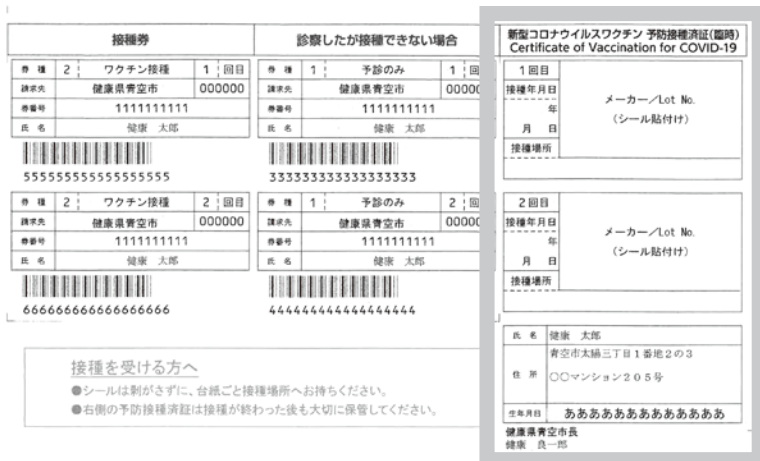 接種券
診察したが接種できない場合
券種 2 ワクチン接種 1 回目
請求先 健康県青空市 000000
券番号 1111111111
氏名 健康 太郎
555555555555555555
券種 1 予診のみ 1 回
請求先 健康県青空市 0000
券番号 1111111111
氏名 健康 太郎
333333333333333333
券種 2 ワクチン接種 2 回目
請求先 健康県青空市 000000
券番号 1111111111
氏名 健康 太郎
666666666666666666
券種 1 予診のみ 2 回
請求先 健康県青空市 0000
券番号 1111111111
氏名 健康 太郎
444444444444444444
接種を受ける方へ
●シールは剥がさずに、台紙ごと接種場所へお持ちください。
●右側の予防接種済証は接種が終わった後も大切に保管してください。
新型コロナウイルスワクチン 予防接種済証(臨時)
Certificate of Vaccination for COVID-19
1回目
接種年月日
年
月 日
接種場所
メーカー/Lot No.
(シール貼付け)
2回目
接種年月日
年
月 日
接種場所
メーカー/Lot No.
(シール貼付け)
氏名 健康 太郎
住所 青空市太陽三丁目1番地2の3
〇〇マンション205号
生年月日 ああああああああああああああ
健康県青空市長
健康 良一郎